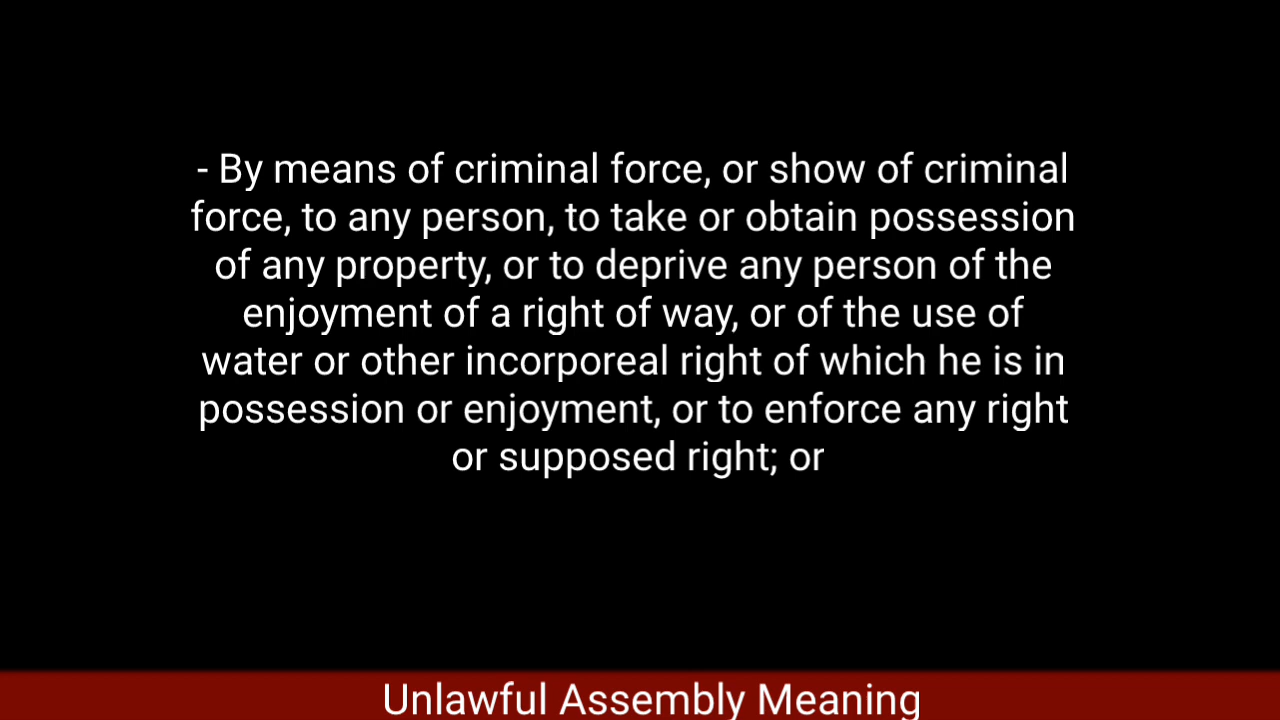 - By means of criminal force, or show of criminal
force, to any person, to take or obtain possession
of any property, or to deprive any person of the
enjoyment of a right of way, or of the use of
water or other incorporeal right of which he is in
possession or enjoyment, or to enforce any right
or supposed right; or
Unlawful Assembly Meaning